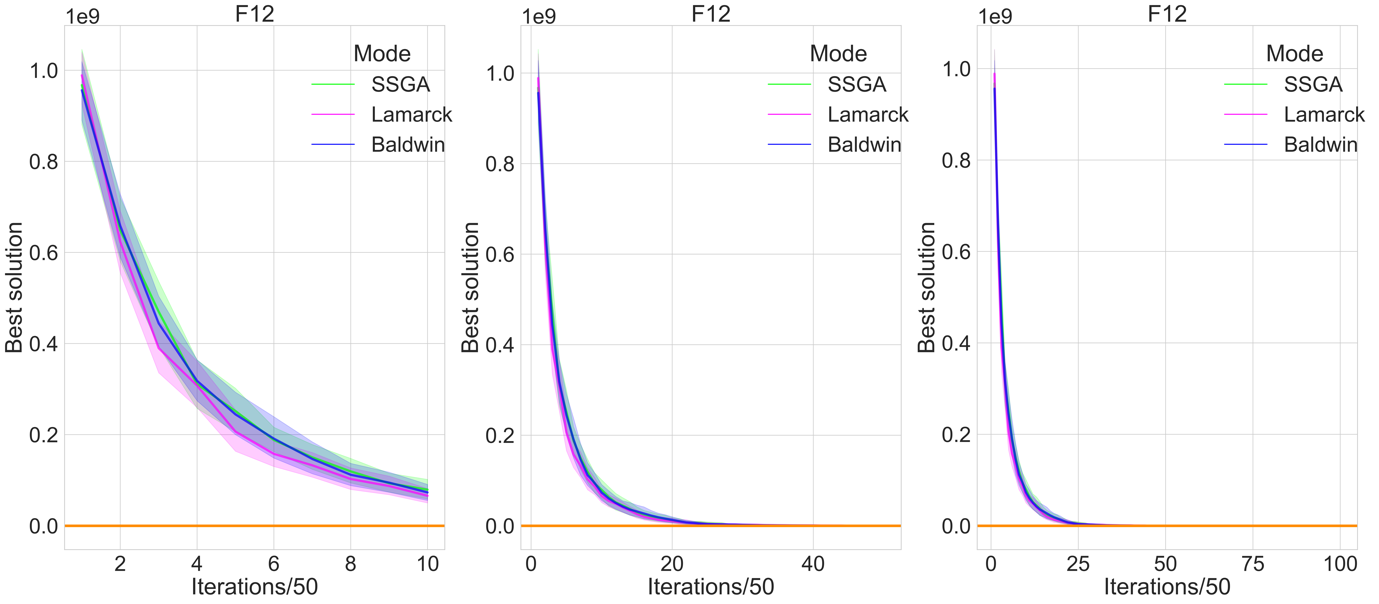 1e9
F12
Mode
SSGA
Lamarck
Baldwin
Best solution
1.0
0.8
0.6
0.4
0.2
0.0
2 4 6 8 10
Iterations/50
1e9
F12
Mode
SSGA
Lamarck
Baldwin
Best solution
1.0
0.8
0.6
0.4
0.2
0.0
0 20 40
Iterations/50
1e9
F12
Mode
SSGA
Lamarck
Baldwin
Best solution
1.0
0.8
0.6
0.4
0.2
0.0
0 25 50 75 100
Iterations/50